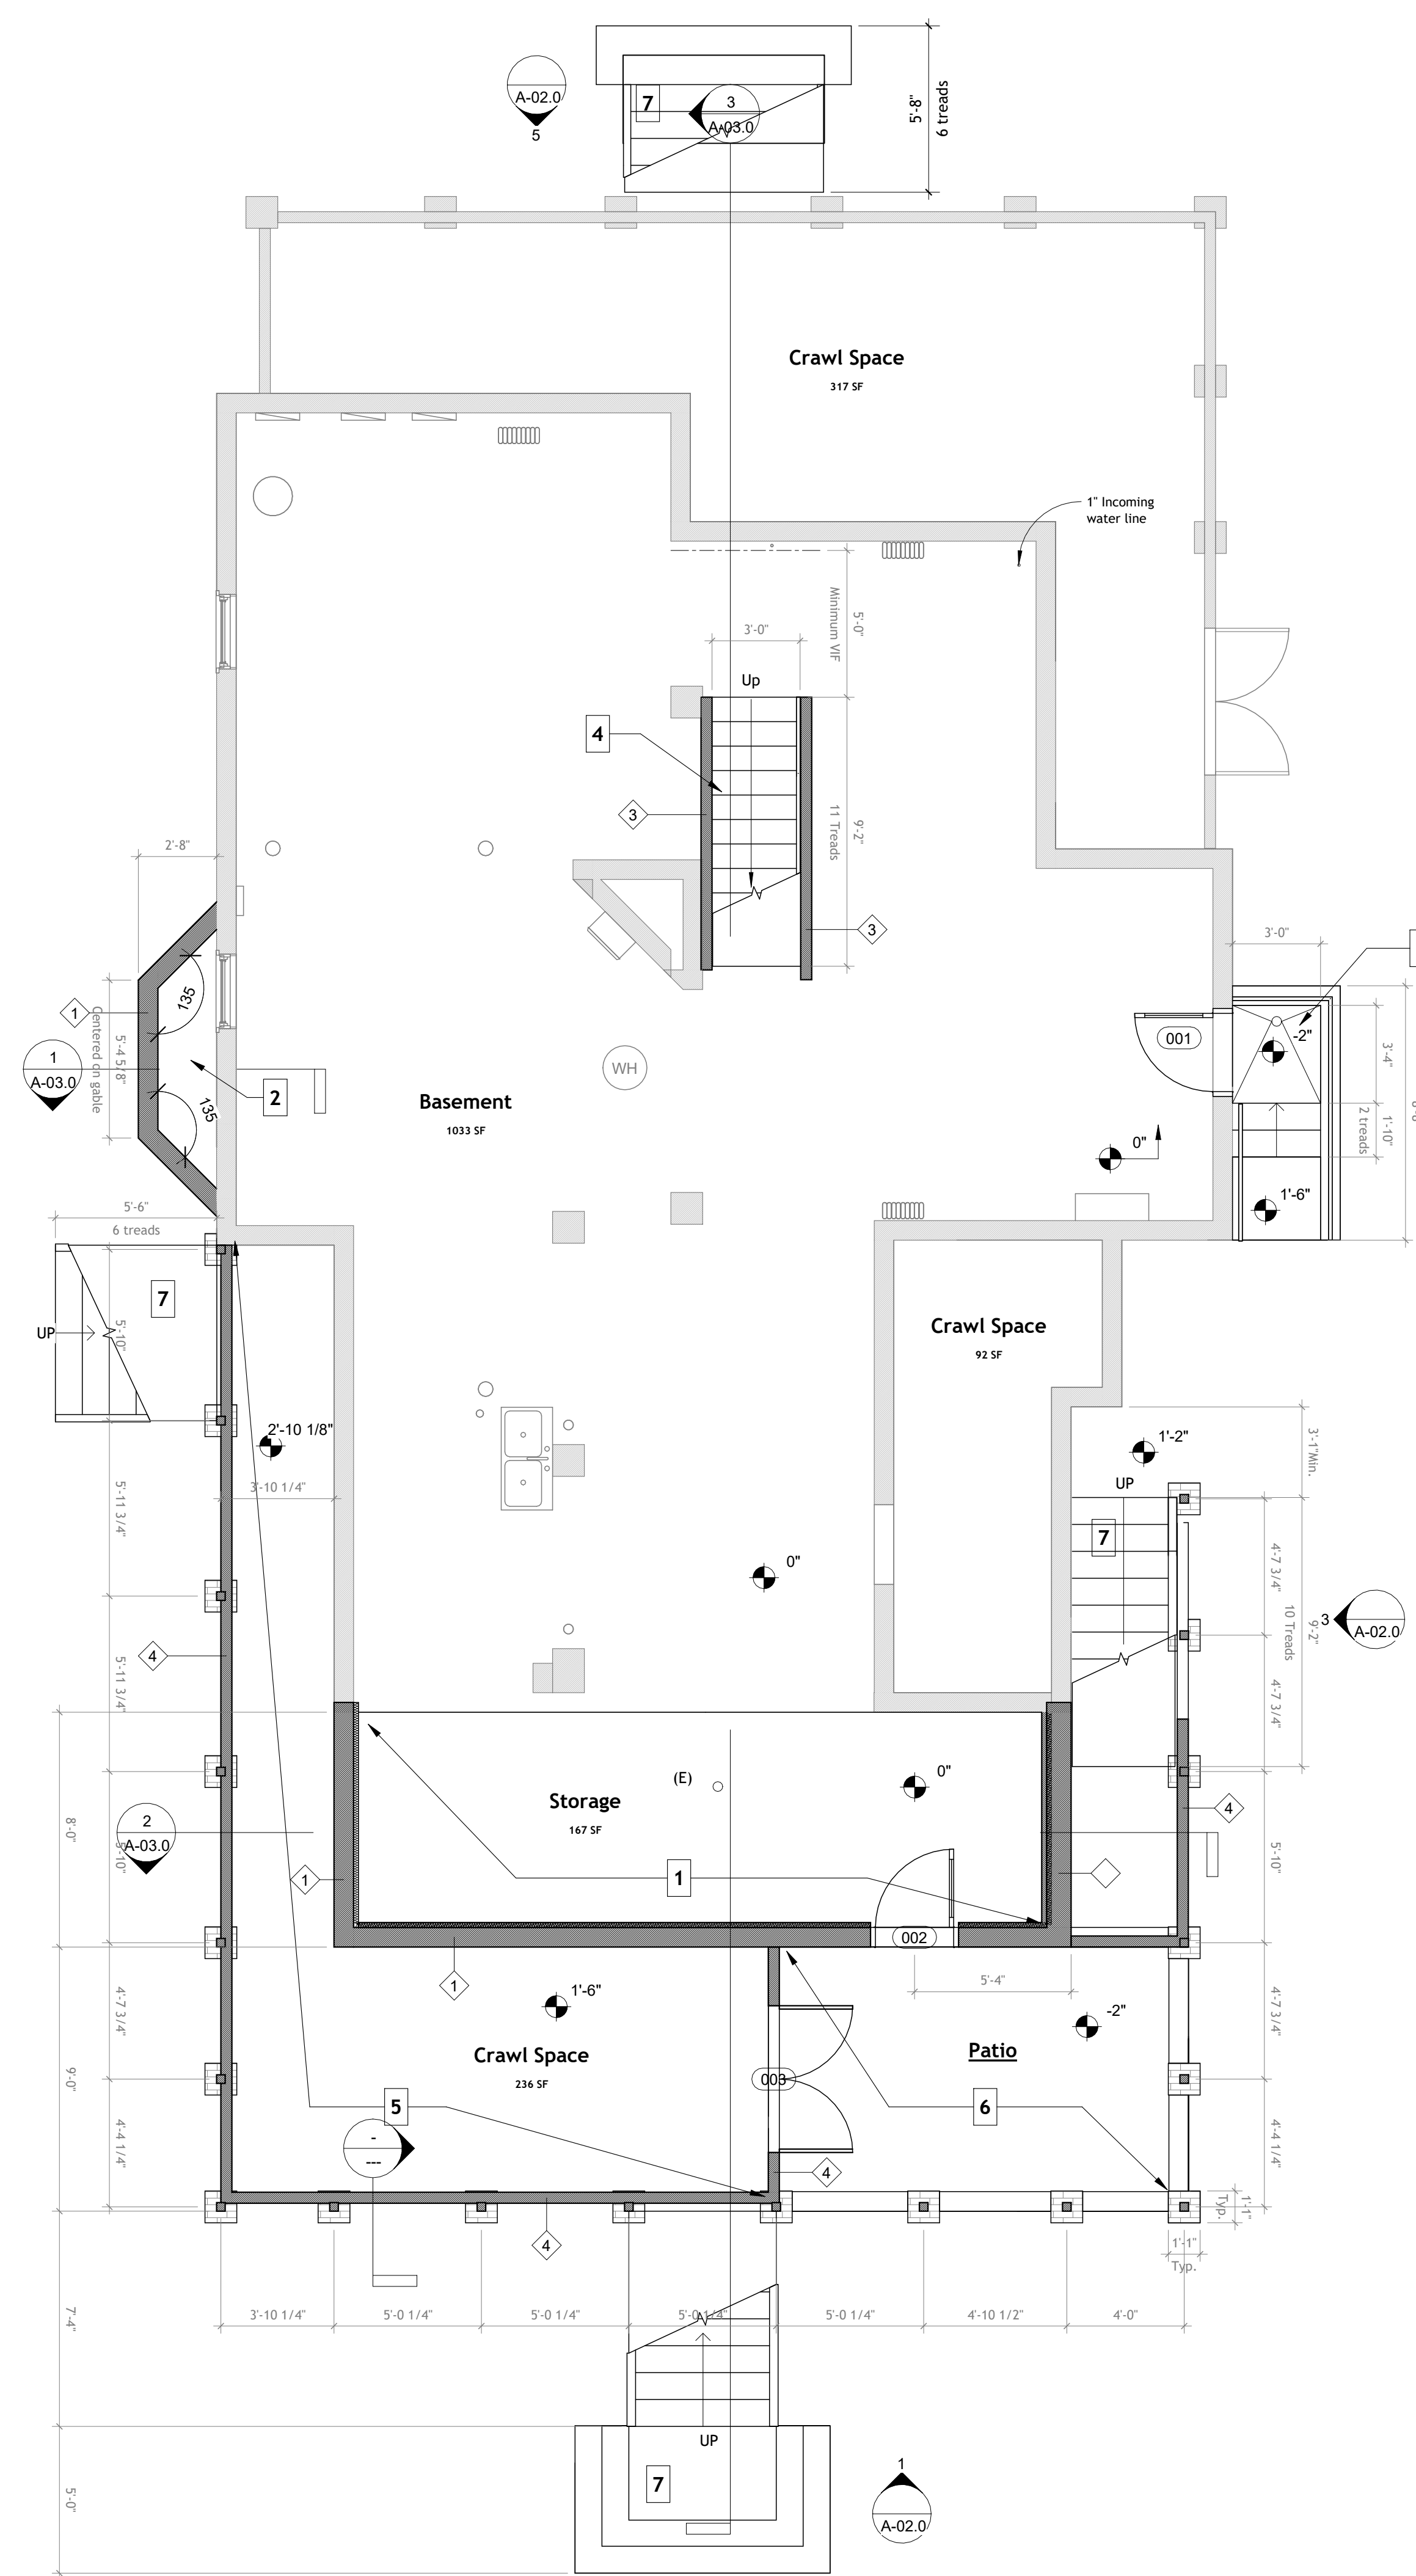 A-02.0
5
7
3
A-03.0
5'-8"
6 treads
Crawl Space
317 SF
1" Incoming
water line
Minimum VIF
5'-0"
3'-0"
Up
4
3
11 Treads
9'-2"
3
2'-8"
135
1
Centered on gable
5'-4 5/8"
1
A-03.0
135
2
WH
Basement
1033 SF
001
3'-0"
-2"
3'-4"
1'-10"
2 treads
0"
1'-6"
5'-6"
6 treads
7
UP
5'-10"
Crawl Space
92 SF
2'-10 1/8"
3'-10 1/4"
5'-11 3/4"
1'-2"
3'-1"Min.
UP
7
0"
4'-7 3/4"
10 Treads
9'-2"
3
A-02.0
4
5'-11 3/4"
4'-7 3/4"
(E)
0"
Storage
167 SF
2
A-03.0
8'-0"
5'-10"
1
1
4
5'-10"
002
1
5'-4"
1'-6"
-2"
4'-7 3/4"
4'-7 3/4"
Crawl Space
236 SF
Patio
003
9'-0"
5
6
-
---
4'-4 1/4"
4'-4 1/4"
4
4
Typ.
1'-1"
1'-1"
Typ.
7'-4"
3'-10 1/4"
5'-0 1/4"
5'-0 1/4"
5'-0 1/4"
5'-0 1/4"
4'-10 1/2"
4'-0"
UP
7
1
A-02.0
5'-0"